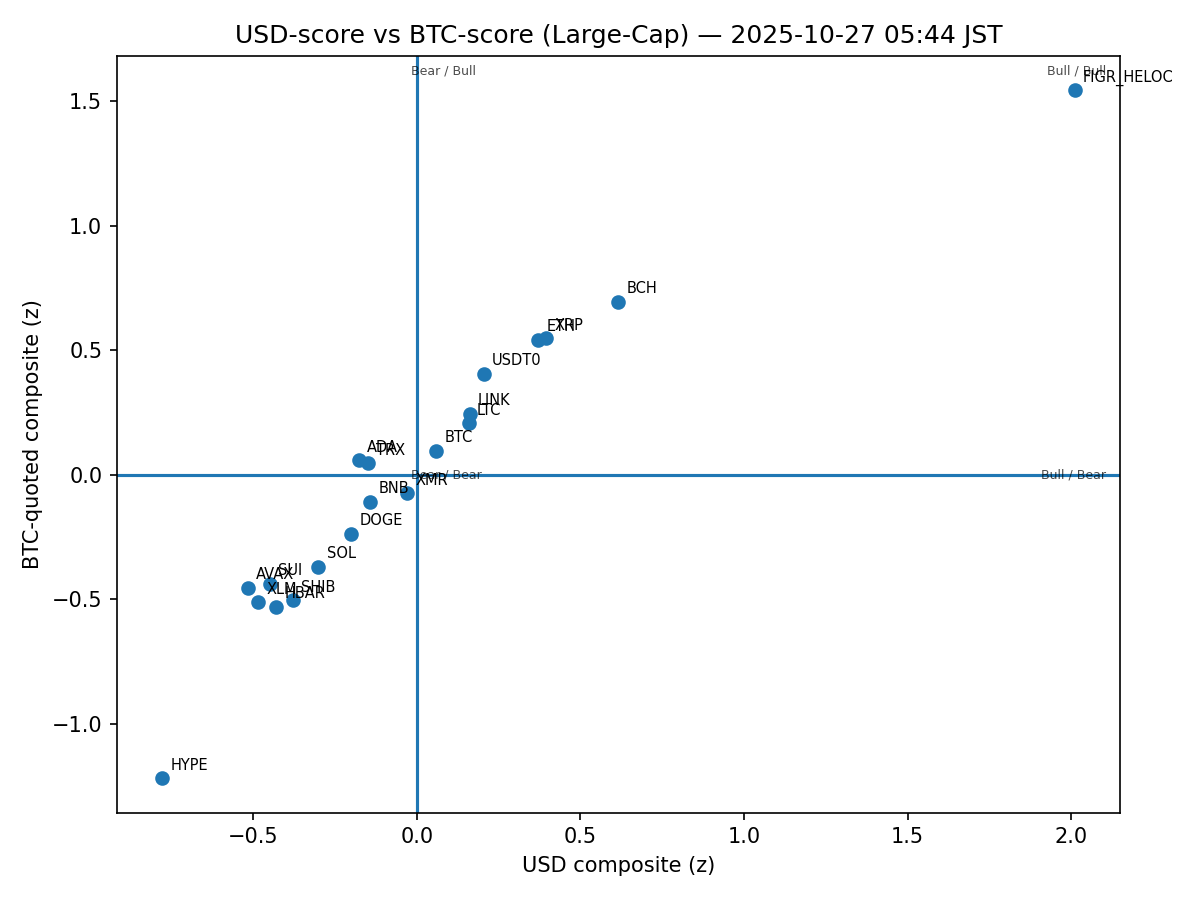 USD-score vs BTC-score (Large-Cap) — 2025-10-27 05:44 JST
Bear / Bull
Bull / Bull
FIGR_HELOC
BCH
ETH
XRP
USDT0
LINK
LTC
BTC
ADA
TRX
Bear / Bear
Bull / Bear
XMR
BNB
DOGE
SOL
SUI
AVAX
SHIB
XLM
HBAR
HYPE
1.5
1.0
0.5
0.0
−0.5
−1.0
−0.5
0.0
0.5
1.0
1.5
2.0
USD composite (z)
BTC-quoted composite (z)